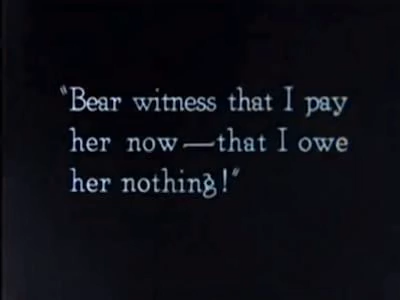 "Bear witness that I pay
her now—that I owe
her nothing!"